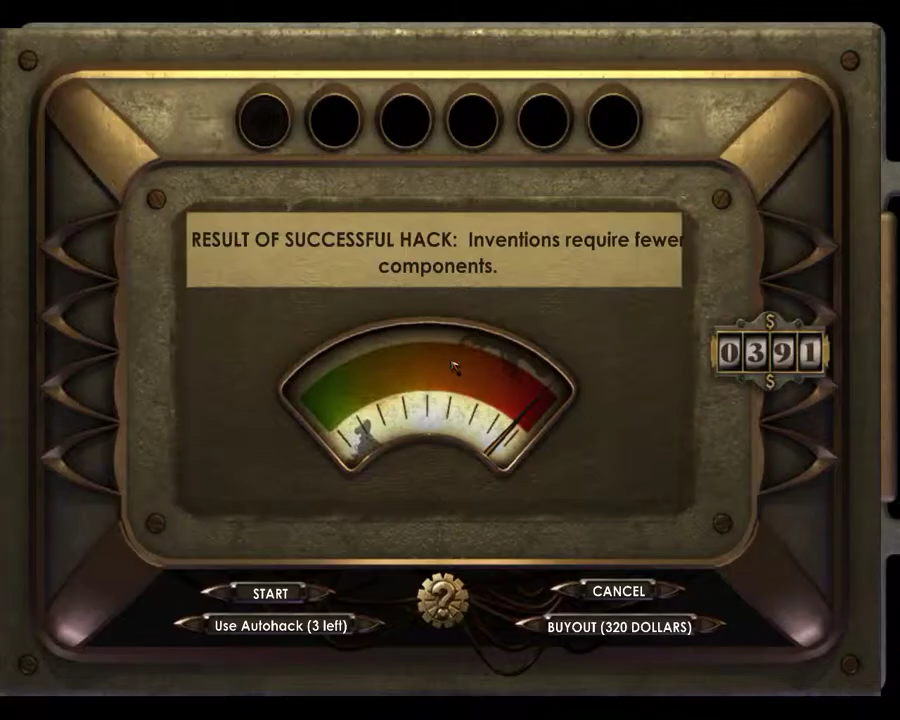 RESULT OF SUCCESSFUL HACK: Inventions require fewer
components.
$
0391
$
START
?
CANCEL
Use Autohack (3 left)
BUYOUT (320 DOLLARS)